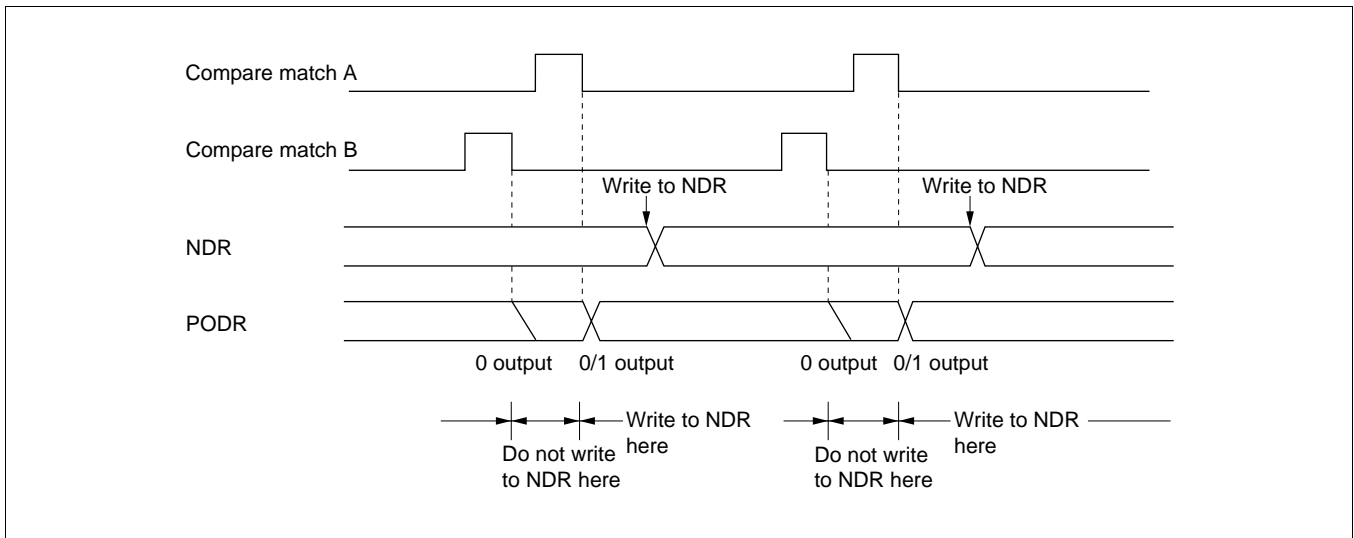 Compare match A
Compare match B
Write to NDR
Write to NDR
NDR
PODR
0 output
0/1 output
0 output
0/1 output
Write to NDR
here
Do not write
to NDR here
Write to NDR
here
Do not write
to NDR here